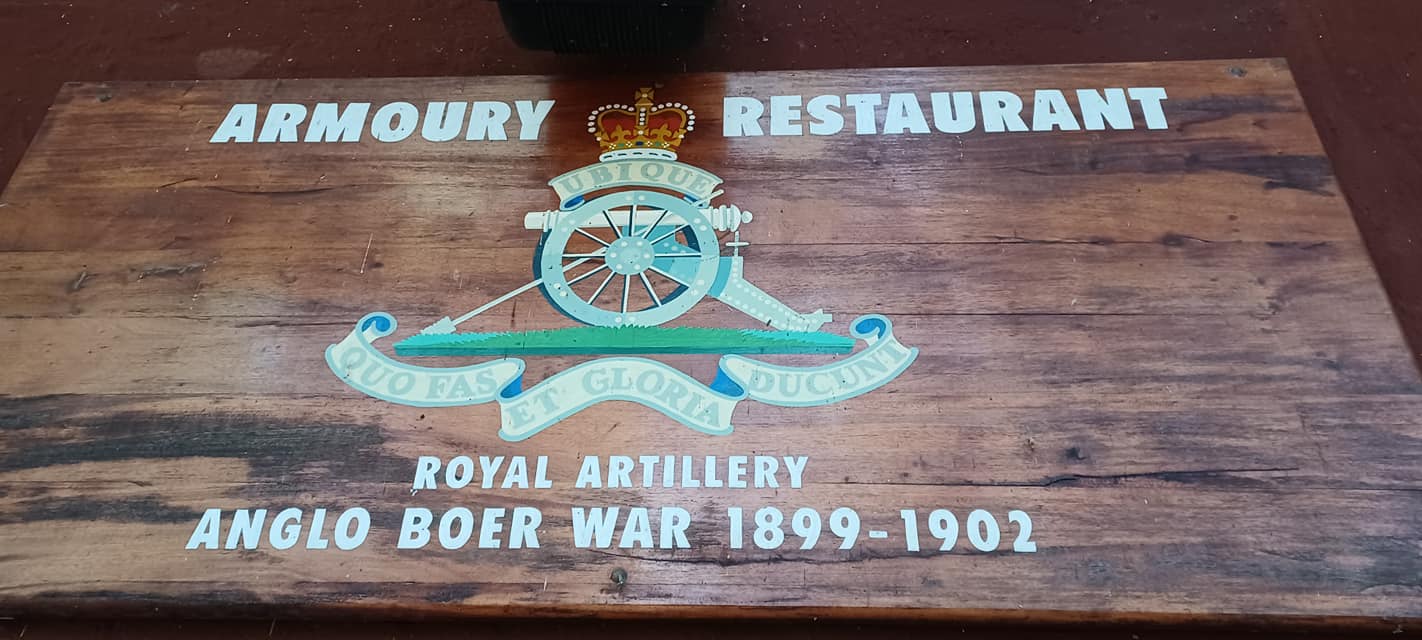 ARMOURY RESTAURANT
UBIQUE
QUO FAS ET GLORIA DUCUNT
ROYAL ARTILLERY
ANGLO BOER WAR 1899-1902